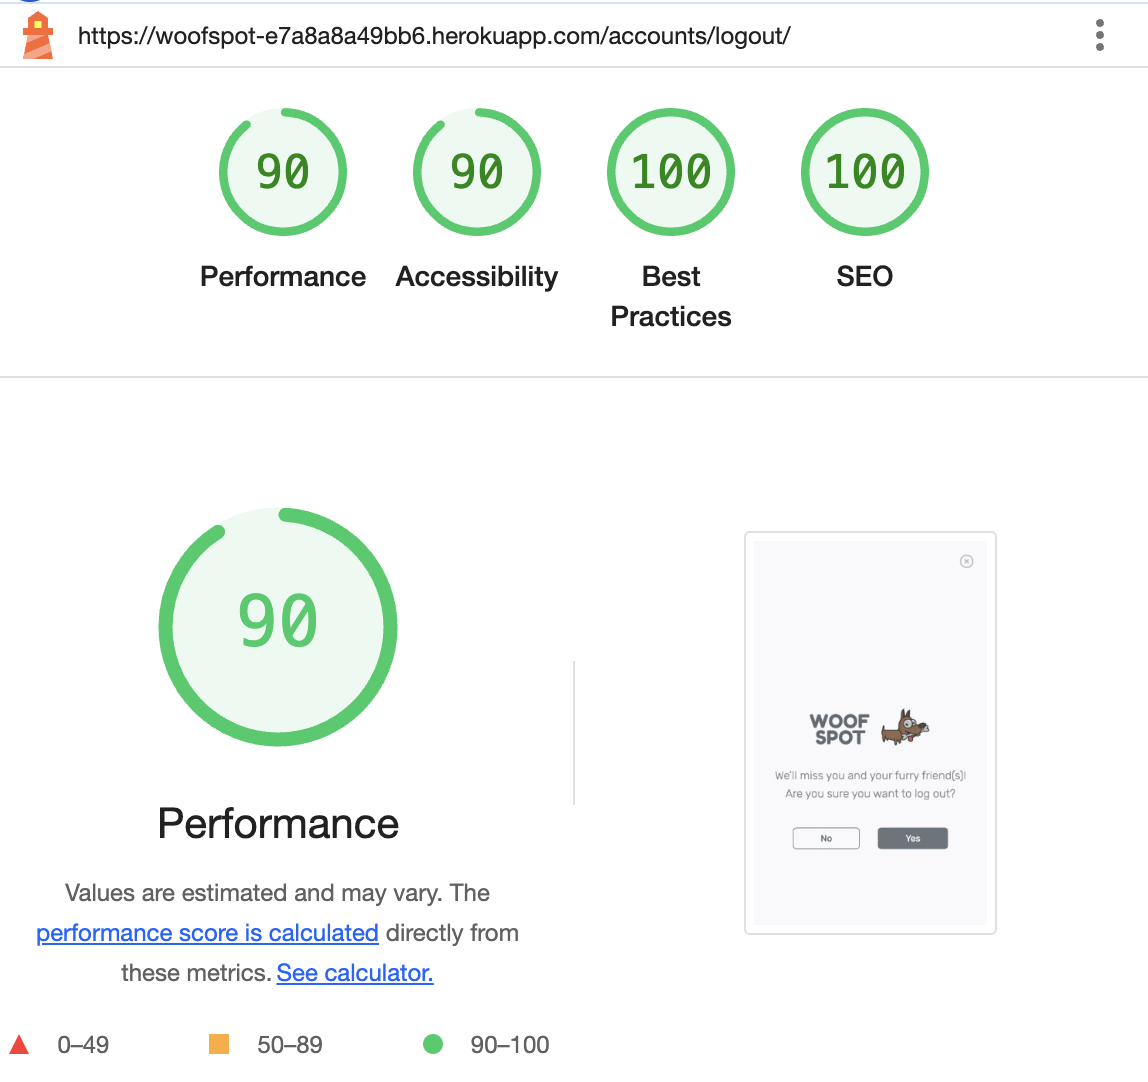 https://woofspot-e7a8a8a49bb6.herokuapp.com/accounts/logout/
90
90
100
100
Performance
Accessibility
Best
Practices
SEO
90
Performance
Values are estimated and may vary. The
performance score is calculated directly from
these metrics. See calculator.
0–49
50–89
90–100
WOOF
SPOT
We'll miss you and your furry friend(s)!
Are you sure you want to log out?
No
Yes